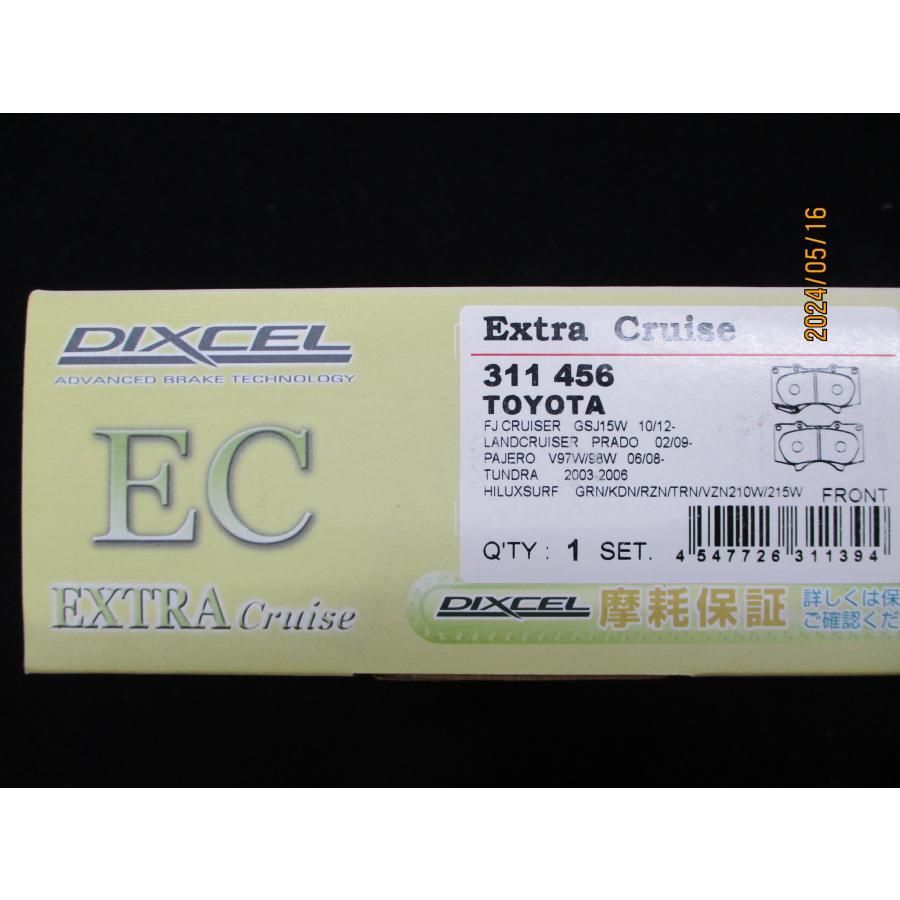 2024/05/16
DIXCEL
ADVANCED BRAKE TECHNOLOGY
EC
EXTRA Cruise
Extra Cruise
311 456
TOYOTA
FJ CRUISER GSJ15W 10/12-
LANDCRUISER PRADO 02/09-
PAJERO V97W/98W 06/08-
TUNDRA 2003.2006
HILUXSURF GRN/KDN/RZN/TRN/VZN210W/215W FRONT
Q'TY : 1 SET.
4 547726 311394
DIXCEL 摩耗保証
詳しくは保
ご確認くだ